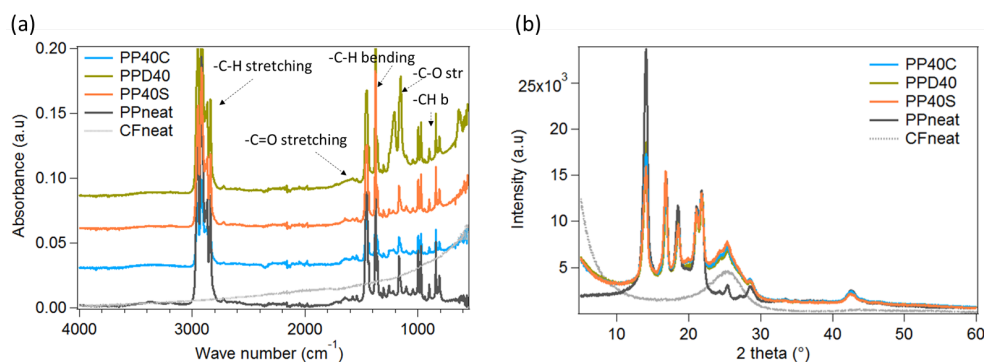 (a)
0.20
0.15
0.10
0.05
0.00
Absorbance (a.u)
PP40C
PPD40
PP40S
PPneat
CFneat
-C-H stretching
-C-H bending
-C-O str
-CH b
-C=O stretching
4000
3000
2000
1000
Wave number (cm⁻¹)
(b)
25x10³
20
15
10
5
Intensity (a.u)
PP40C
PPD40
PP40S
PPneat
CFneat
10
20
30
40
50
60
2 theta (°)